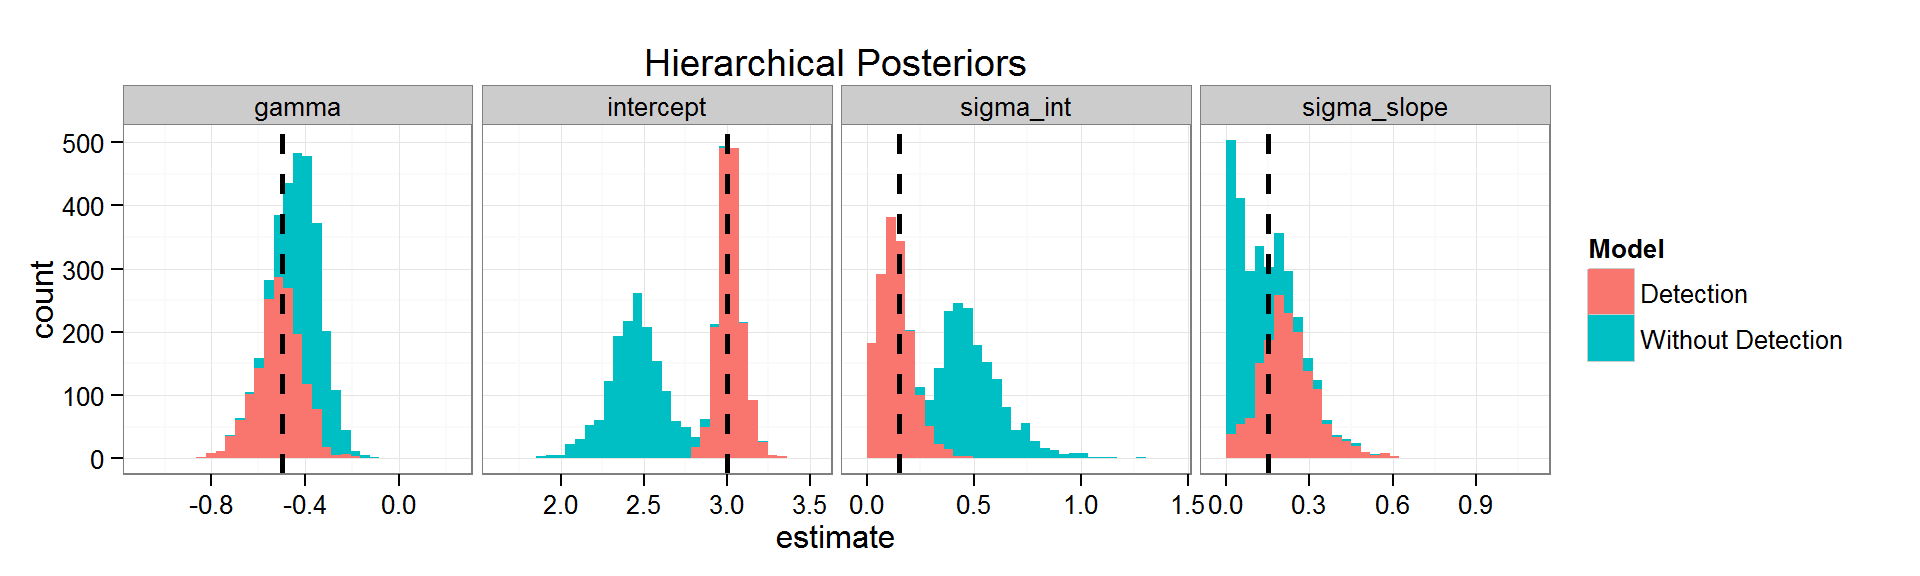 Hierarchical Posteriors
gamma intercept sigma_int sigma_slope
500
400
300
200
100
0
count
-0.8 -0.4 0.0 2.0 2.5 3.0 3.5 0.0 0.5 1.0 1.5 0.0 0.3 0.6 0.9
estimate
Model
Detection
Without Detection